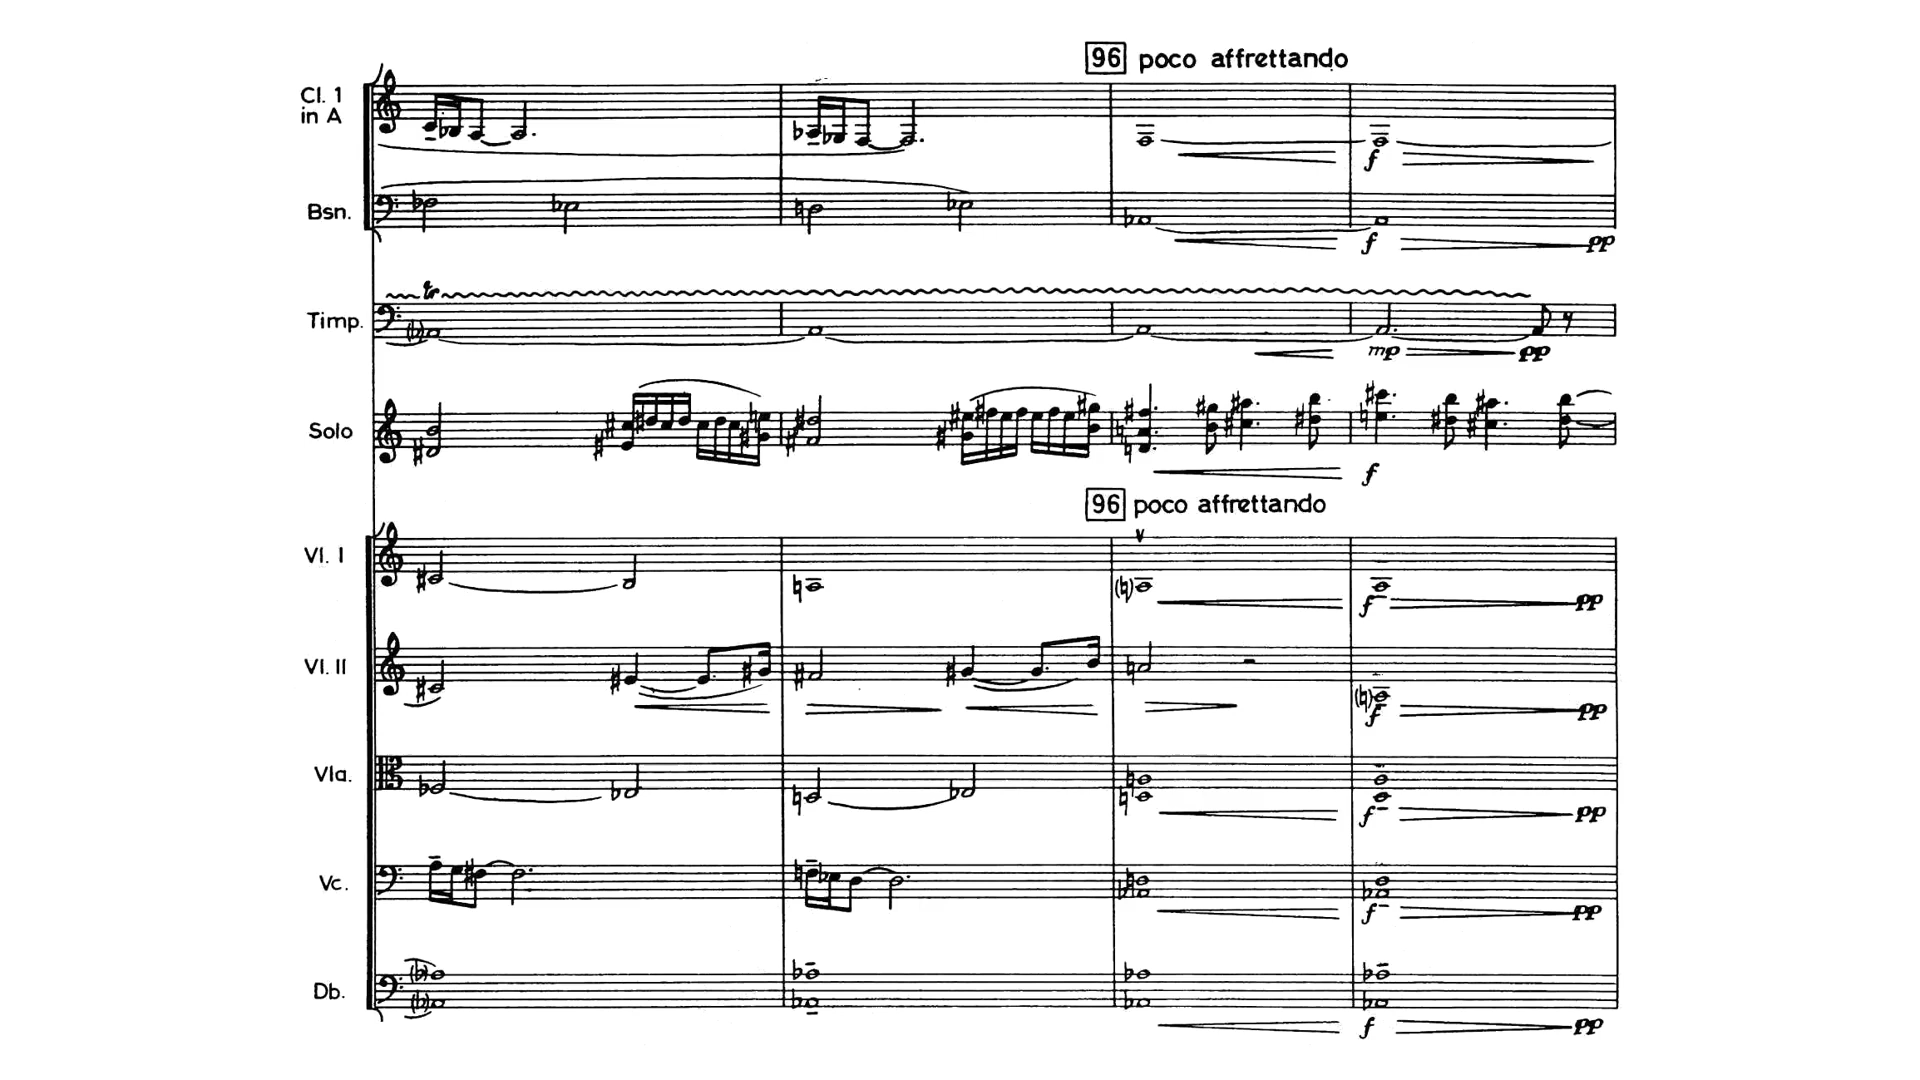 96 poco affrettando
Cl. 1
in A
f
Bsn.
f pp
tr
Timp.
mp pp
Solo
f
96 poco affrettando
Vl. I
f pp
Vl. II
f pp
Vla.
f pp
Vc.
f pp
Db.
f pp